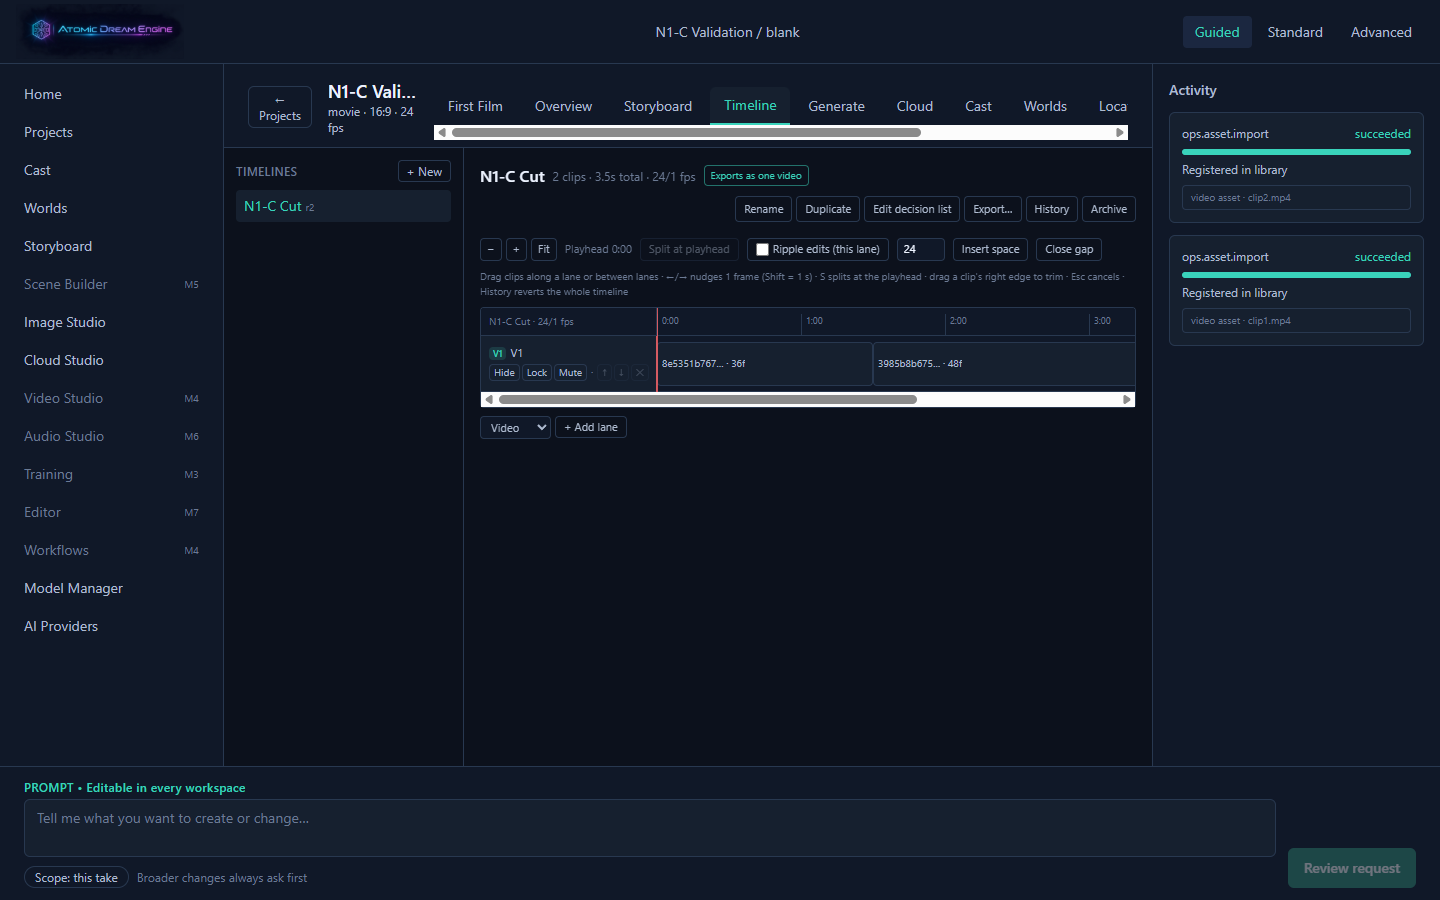 ATOMIC DREAM ENGINE
N1-C Validation / blank
Guided
Standard
Advanced
Home
Projects
Cast
Worlds
Storyboard
Scene Builder M5
Image Studio
Cloud Studio
Video Studio M4
Audio Studio M6
Training M3
Editor M7
Workflows M4
Model Manager
AI Providers
←
Projects
N1-C Vali...
movie · 16:9 · 24
fps
First Film
Overview
Storyboard
Timeline
Generate
Cloud
Cast
Worlds
Loca
TIMELINES
+ New
N1-C Cut r2
N1-C Cut 2 clips · 3.5s total · 24/1 fps Exports as one video
Rename
Duplicate
Edit decision list
Export...
History
Archive
− + Fit Playhead 0:00 Split at playhead Ripple edits (this lane) 24 Insert space Close gap
Drag clips along a lane or between lanes · ←/→ nudges 1 frame (Shift = 1 s) · S splits at the playhead · drag a clip's right edge to trim · Esc cancels ·
History reverts the whole timeline
N1-C Cut · 24/1 fps 0:00 1:00 2:00 3:00
V1 V1
Hide Lock Mute · ↑ ↓ ×
8e5351b767... · 36f
3985b8b675... · 48f
Video + Add lane
Activity
ops.asset.import succeeded
Registered in library
video asset · clip2.mp4
ops.asset.import succeeded
Registered in library
video asset · clip1.mp4
PROMPT • Editable in every workspace
Tell me what you want to create or change...
Scope: this take Broader changes always ask first
Review request